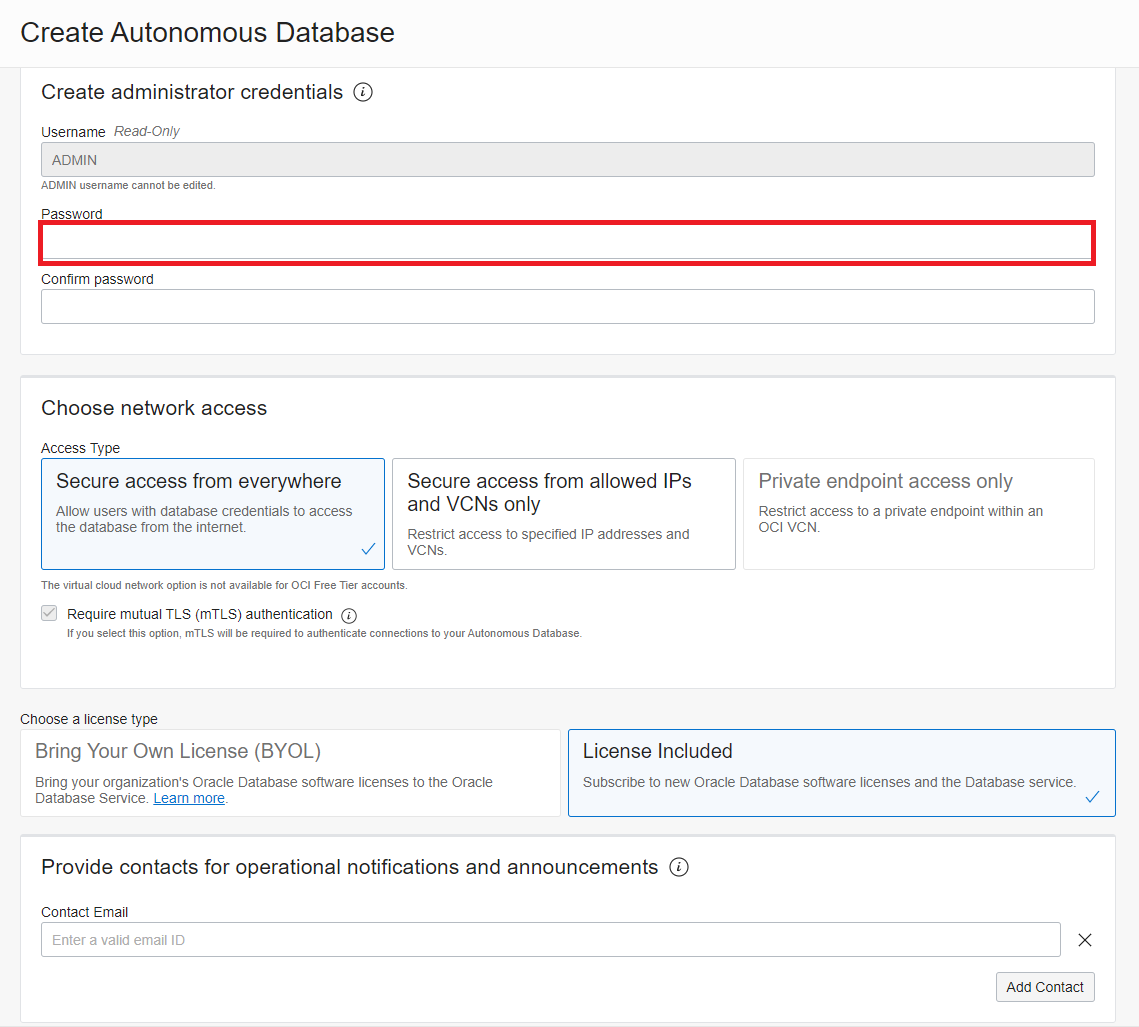 Create Autonomous Database
Create administrator credentials
Username Read-Only
ADMIN
ADMIN username cannot be edited.
Password
Confirm password
Choose network access
Access Type
Secure access from everywhere
Allow users with database credentials to access
the database from the internet.
Secure access from allowed IPs
and VCNs only
Restrict access to specified IP addresses and
VCNs.
Private endpoint access only
Restrict access to a private endpoint within an
OCI VCN.
The virtual cloud network option is not available for OCI Free Tier accounts.
Require mutual TLS (mTLS) authentication
If you select this option, mTLS will be required to authenticate connections to your Autonomous Database.
Choose a license type
Bring Your Own License (BYOL)
Bring your organization's Oracle Database software licenses to the Oracle
Database Service. Learn more.
License Included
Subscribe to new Oracle Database software licenses and the Database service.
Provide contacts for operational notifications and announcements
Contact Email
Enter a valid email ID
Add Contact